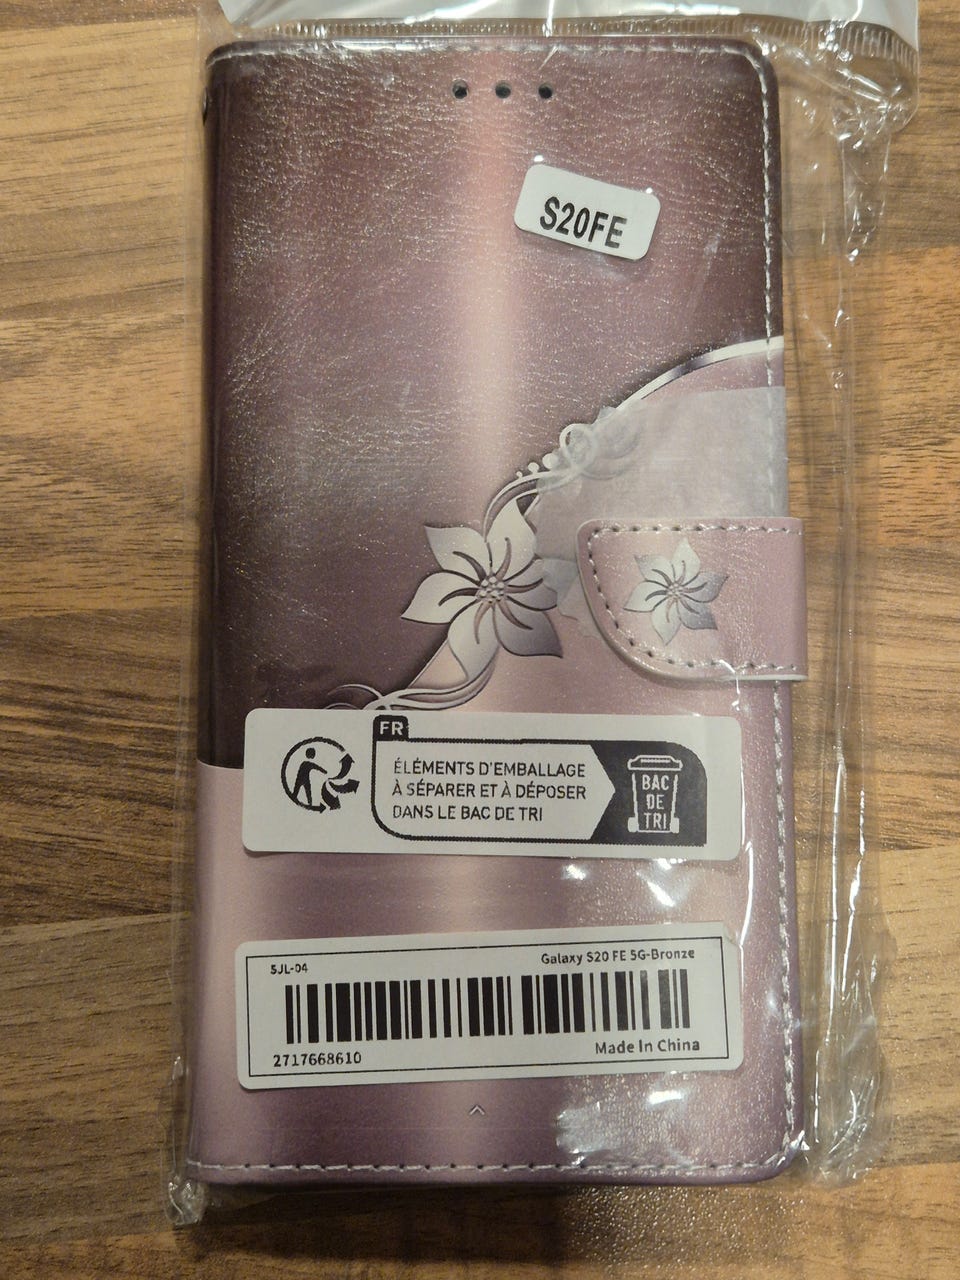 S20FE
FR
ÉLÉMENTS D'EMBALLAGE
À SÉPARER ET À DÉPOSER
DANS LE BAC DE TRI
BAC
DE
TRI
SJL-04
Galaxy S20 FE 5G-Bronze
2717668610
Made In China